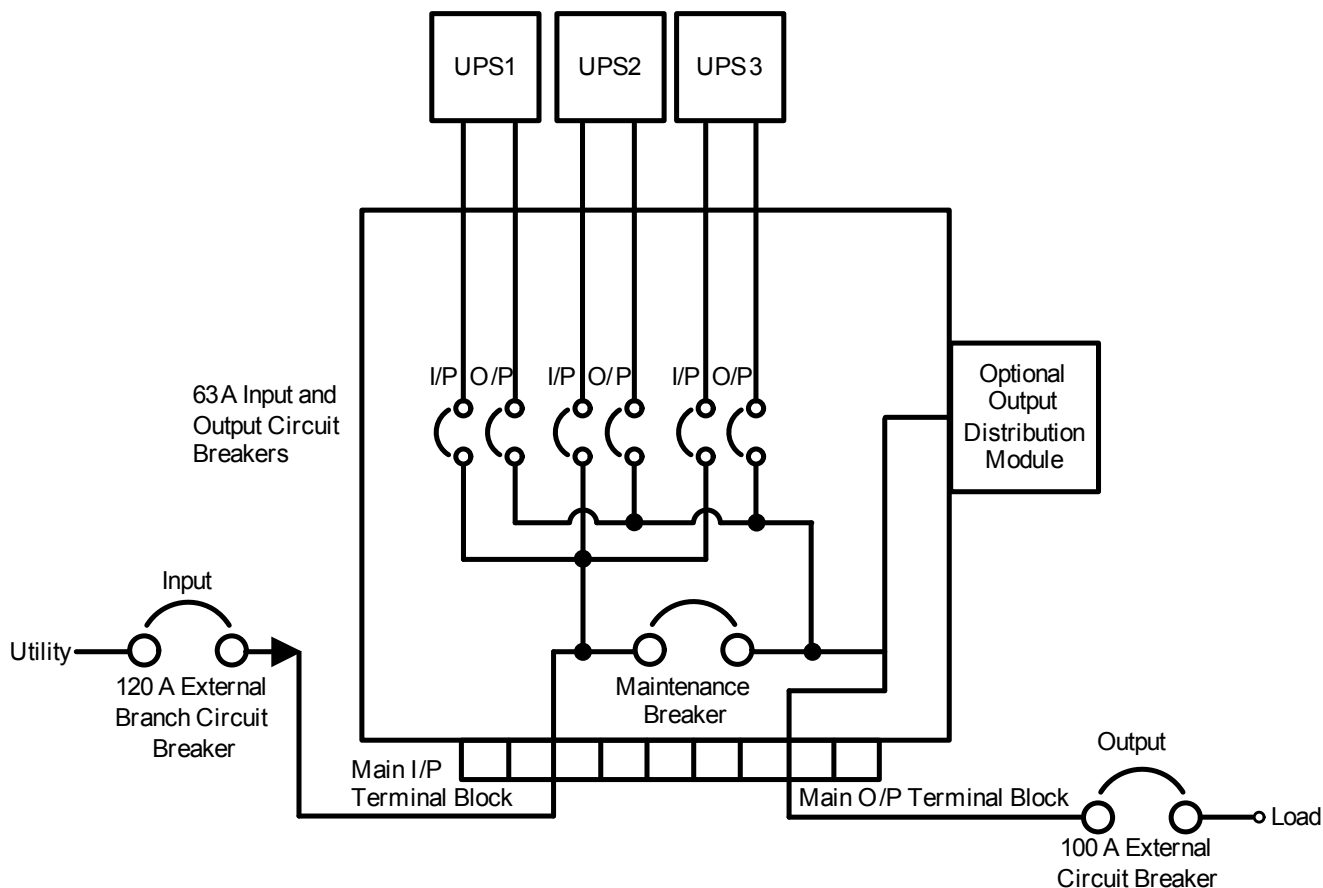 UPS1
UPS2
UPS3
I/P O/P
I/P O/P
I/P O/P
63A Input and
Output Circuit
Breakers
Optional
Output
Distribution
Module
Input
Utility
120 A External
Branch Circuit
Breaker
Maintenance
Breaker
Main I/P
Terminal Block
Main O/P Terminal Block
Output
Load
100 A External
Circuit Breaker